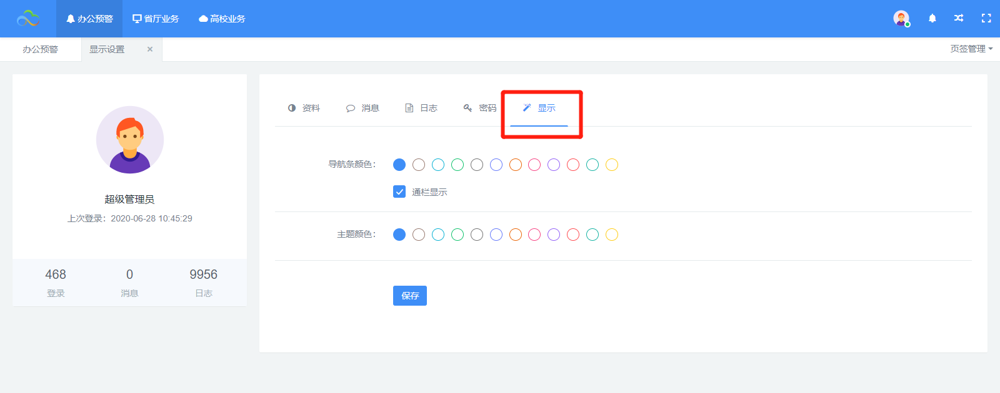 办公预警 省厅业务 高校业务
办公预警 显示设置 × 页签管理
资料 消息 日志 密码 显示
导航条颜色：
通栏显示
超级管理员
上次登录：2020-06-28 10:45:29
主题颜色：
468 0 9956
登录 消息 日志
保存